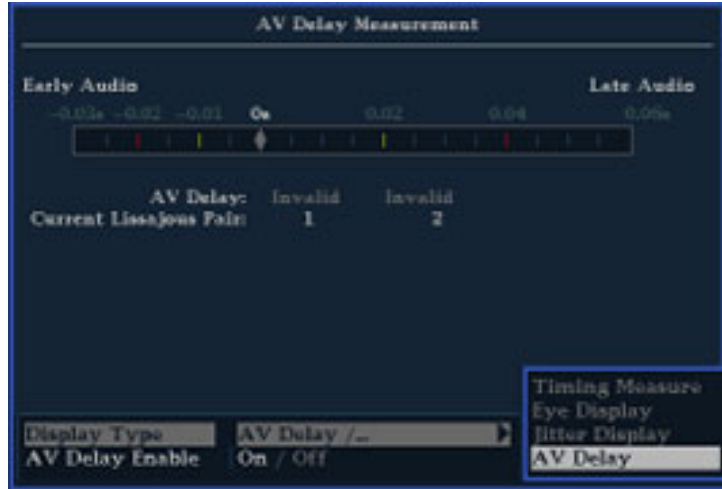 AV Delay Measurement
Early Audio
Late Audio
-0.03s -0.02 -0.01 0s 0.02 0.04 0.06s
AV Delay: Invalid Invalid
Current Lissajous Pair: 1 2
Timing Measure
Eye Display
Jitter Display
AV Delay
Display Type AV Delay /...
AV Delay Enable On / Off